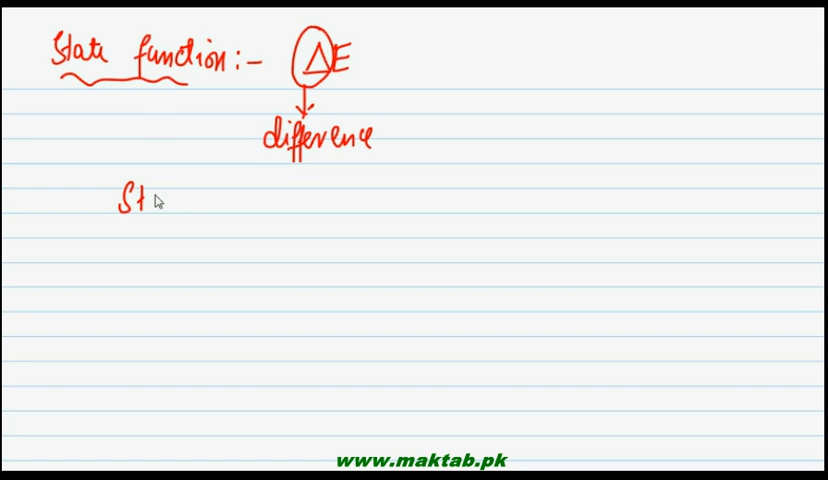 State function :- ΔE
difference
St
www.maktab.pk